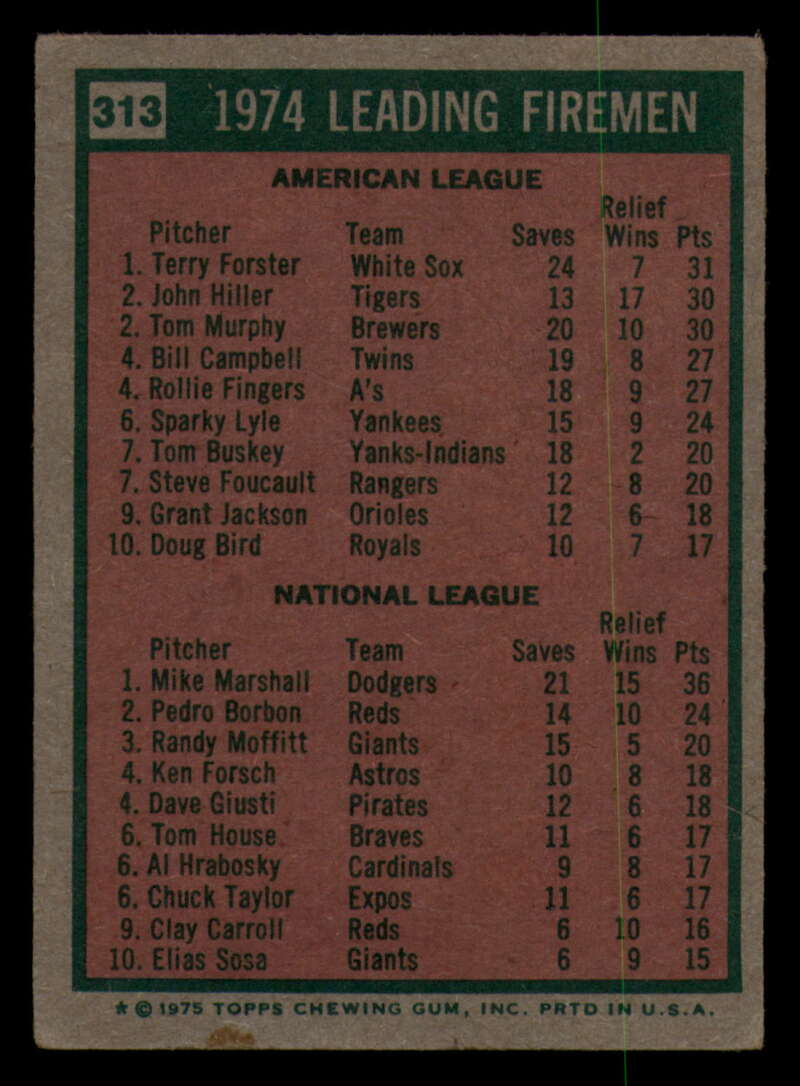 313 1974 LEADING FIREMEN
AMERICAN LEAGUE
Relief
Pitcher Team Saves Wins Pts
1. Terry Forster White Sox 24 7 31
2. John Hiller Tigers 13 17 30
2. Tom Murphy Brewers 20 10 30
4. Bill Campbell Twins 19 8 27
4. Rollie Fingers A's 18 9 27
6. Sparky Lyle Yankees 15 9 24
7. Tom Buskey Yanks-Indians 18 2 20
7. Steve Foucault Rangers 12 8 20
9. Grant Jackson Orioles 12 6 18
10. Doug Bird Royals 10 7 17
NATIONAL LEAGUE
Relief
Pitcher Team Saves Wins Pts
1. Mike Marshall Dodgers 21 15 36
2. Pedro Borbon Reds 14 10 24
3. Randy Moffitt Giants 15 5 20
4. Ken Forsch Astros 10 8 18
4. Dave Giusti Pirates 12 6 18
6. Tom House Braves 11 6 17
6. Al Hrabosky Cardinals 9 8 17
6. Chuck Taylor Expos 11 6 17
9. Clay Carroll Reds 6 10 16
10. Elias Sosa Giants 6 9 15
★ © 1975 TOPPS CHEWING GUM, INC. PRTD IN U.S.A.